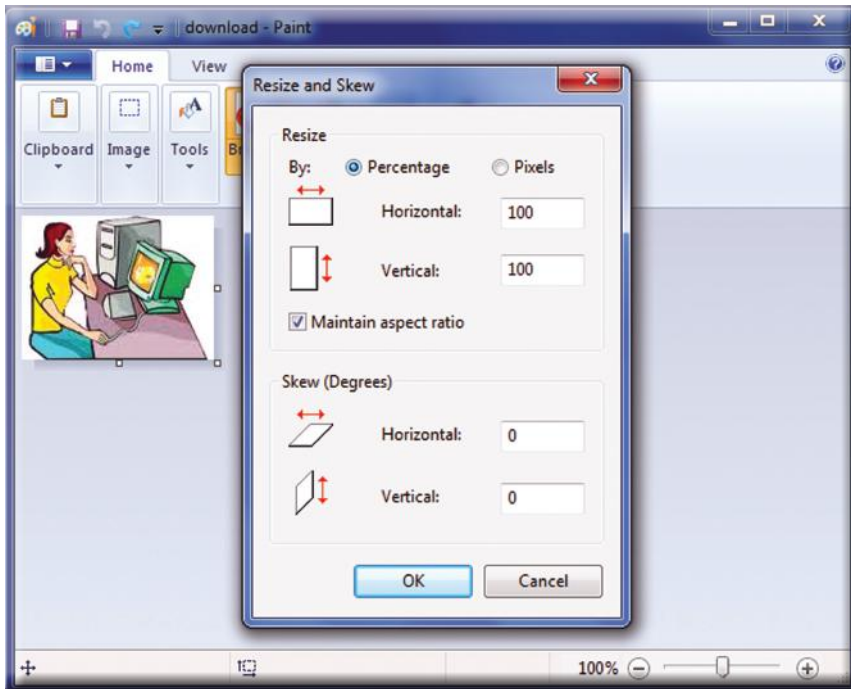 download - Paint
Home View
Resize and Skew
Clipboard Image Tools
Resize
By: Percentage Pixels
Horizontal: 100
Vertical: 100
Maintain aspect ratio
Skew (Degrees)
Horizontal: 0
Vertical: 0
OK Cancel
100%